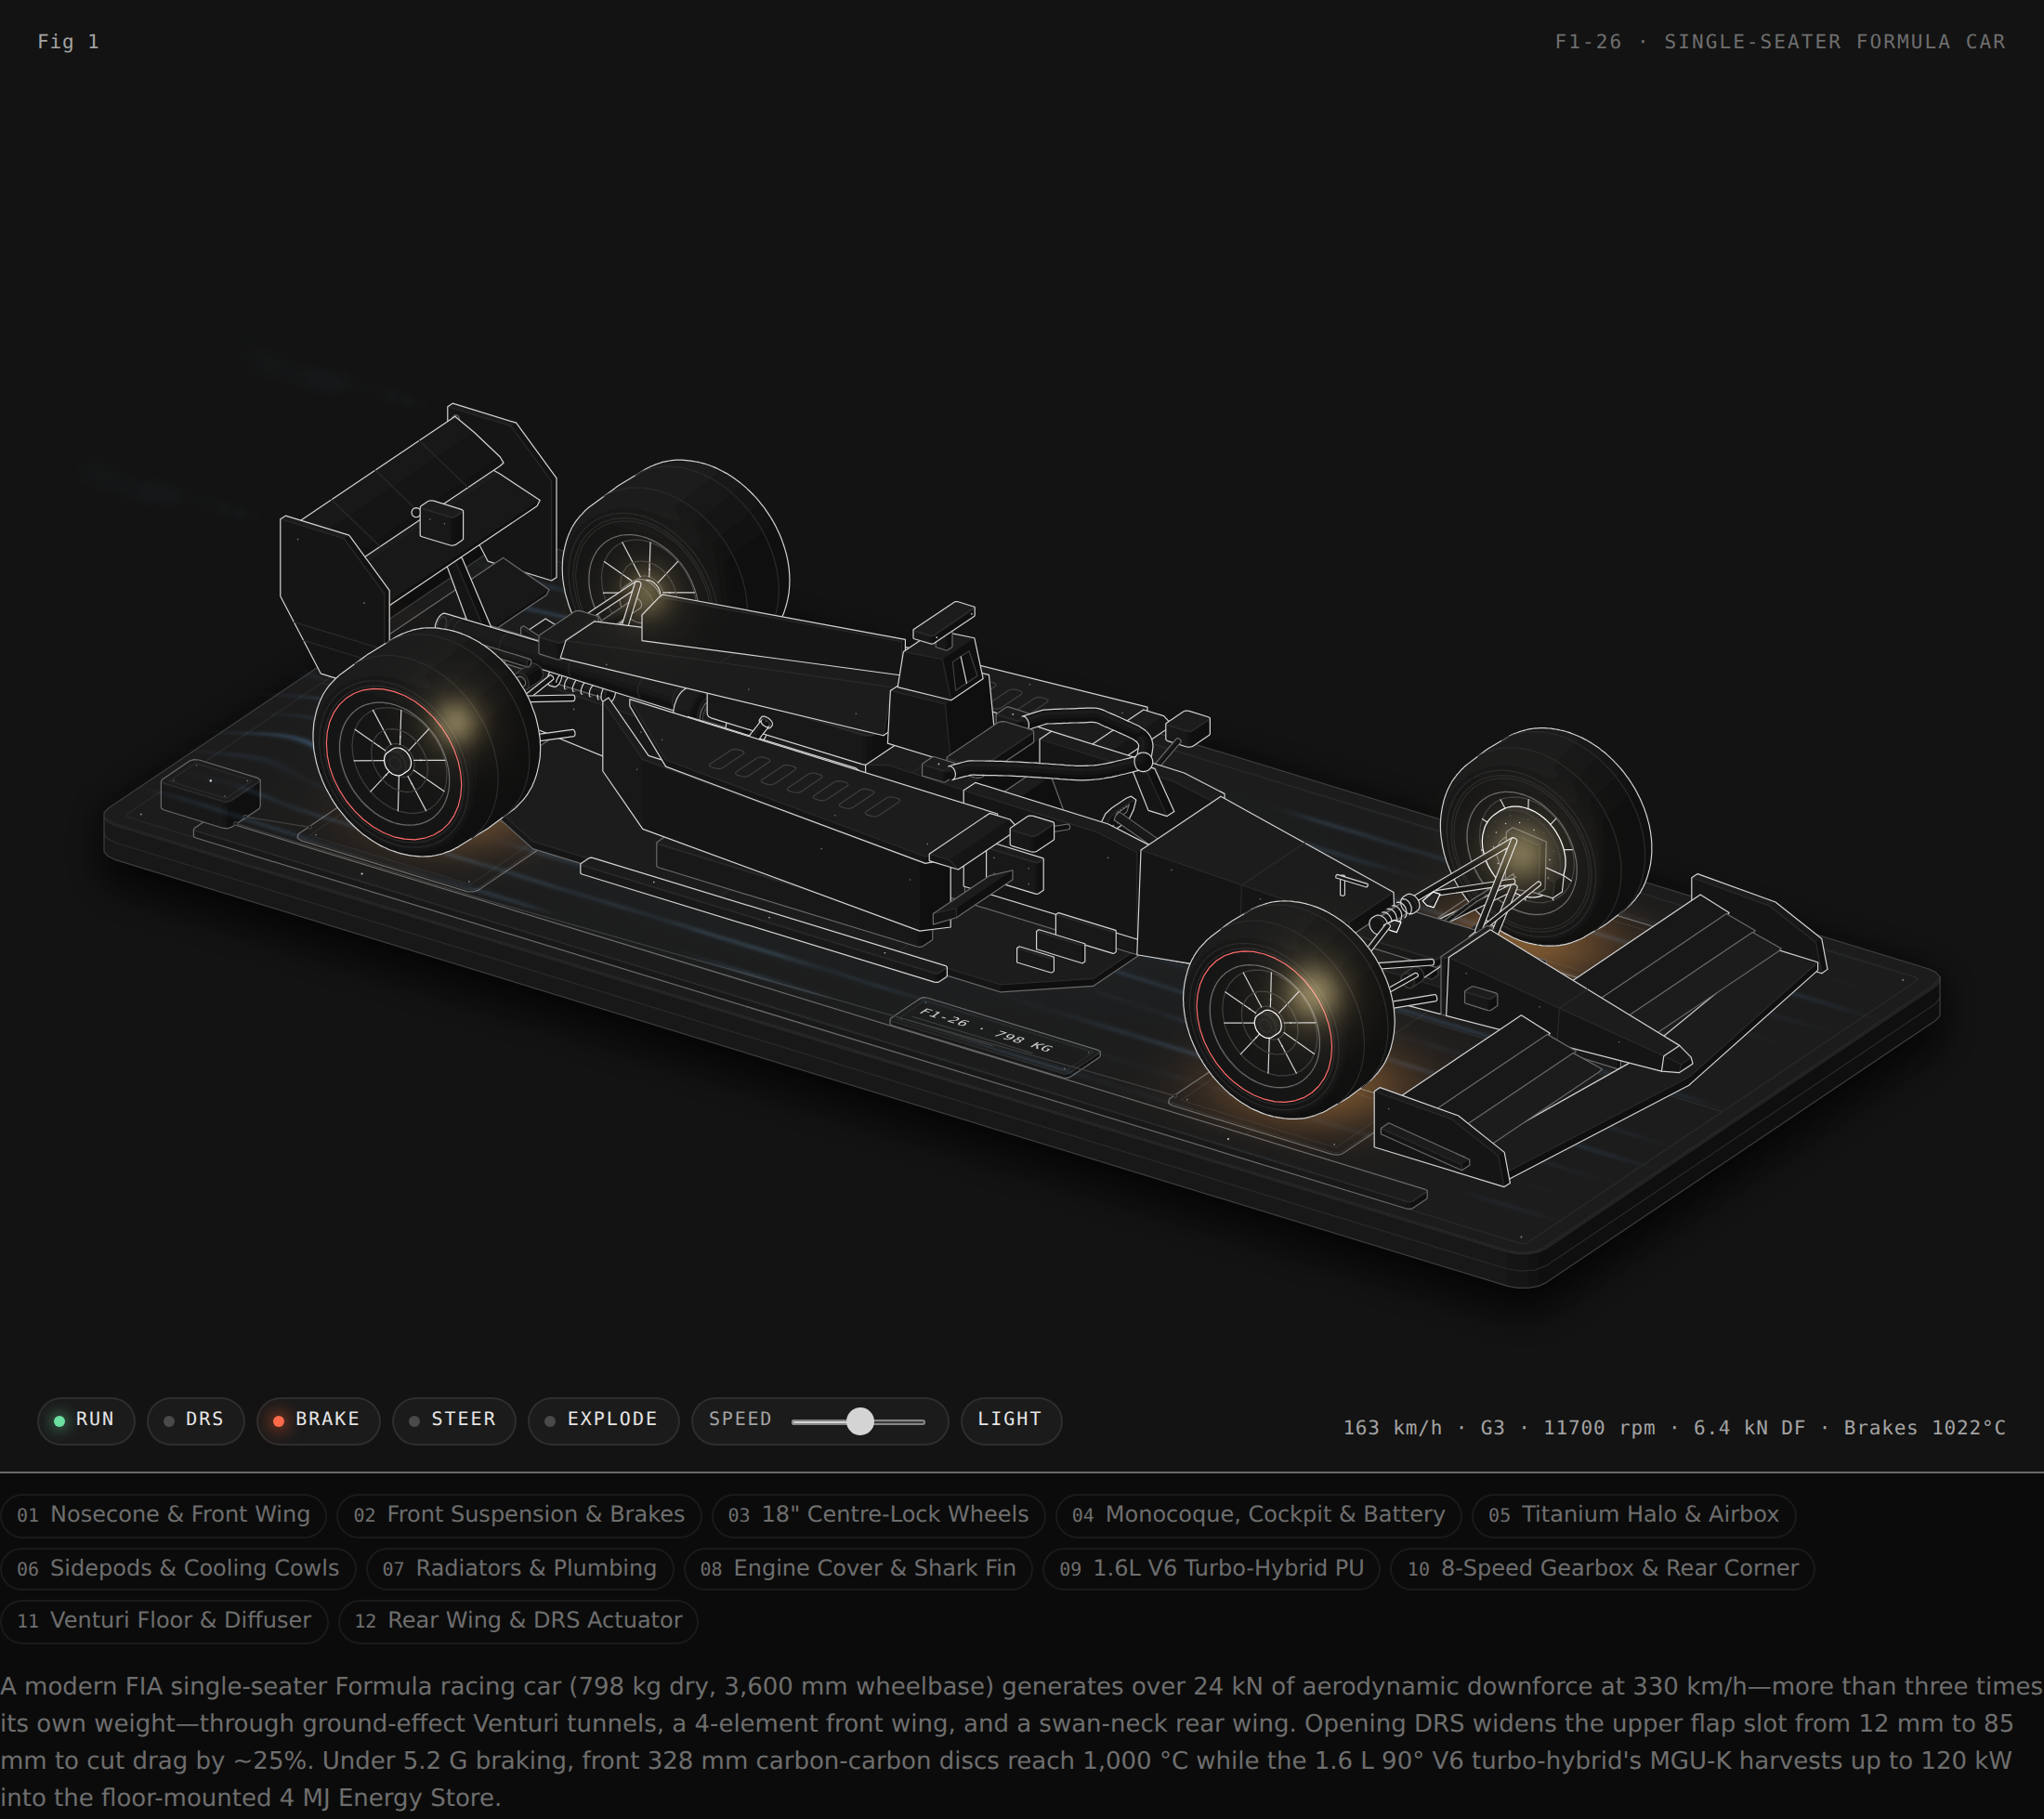 Fig 1
F1-26 · SINGLE-SEATER FORMULA CAR
F1-26 · 798 KG
RUN
DRS
BRAKE
STEER
EXPLODE
SPEED
LIGHT
163 km/h · G3 · 11700 rpm · 6.4 kN DF · Brakes 1022°C
01 Nosecone & Front Wing
02 Front Suspension & Brakes
03 18" Centre-Lock Wheels
04 Monocoque, Cockpit & Battery
05 Titanium Halo & Airbox
06 Sidepods & Cooling Cowls
07 Radiators & Plumbing
08 Engine Cover & Shark Fin
09 1.6L V6 Turbo-Hybrid PU
10 8-Speed Gearbox & Rear Corner
11 Venturi Floor & Diffuser
12 Rear Wing & DRS Actuator
A modern FIA single-seater Formula racing car (798 kg dry, 3,600 mm wheelbase) generates over 24 kN of aerodynamic downforce at 330 km/h—more than three times
its own weight—through ground-effect Venturi tunnels, a 4-element front wing, and a swan-neck rear wing. Opening DRS widens the upper flap slot from 12 mm to 85
mm to cut drag by ~25%. Under 5.2 G braking, front 328 mm carbon-carbon discs reach 1,000 °C while the 1.6 L 90° V6 turbo-hybrid's MGU-K harvests up to 120 kW
into the floor-mounted 4 MJ Energy Store.